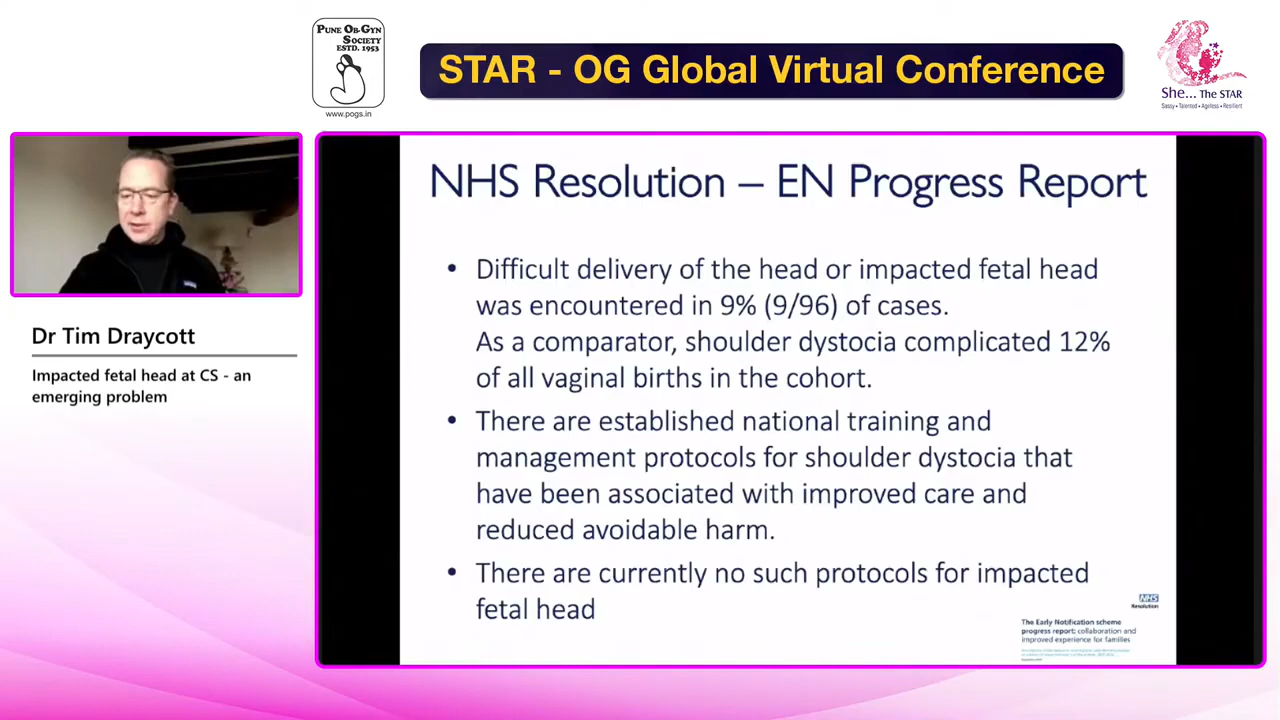 PUNE OB-GYN
SOCIETY
ESTD. 1953
www.pogs.in
STAR - OG Global Virtual Conference
She... THE STAR
Sassy • Talented • Ageless • Resilient
Dr Tim Draycott
Impacted fetal head at CS - an
emerging problem
NHS Resolution – EN Progress Report
• Difficult delivery of the head or impacted fetal head
was encountered in 9% (9/96) of cases.
As a comparator, shoulder dystocia complicated 12%
of all vaginal births in the cohort.
• There are established national training and
management protocols for shoulder dystocia that
have been associated with improved care and
reduced avoidable harm.
• There are currently no such protocols for impacted
fetal head
NHS
Resolution
The Early Notification scheme
progress report: collaboration and
improved experience for families